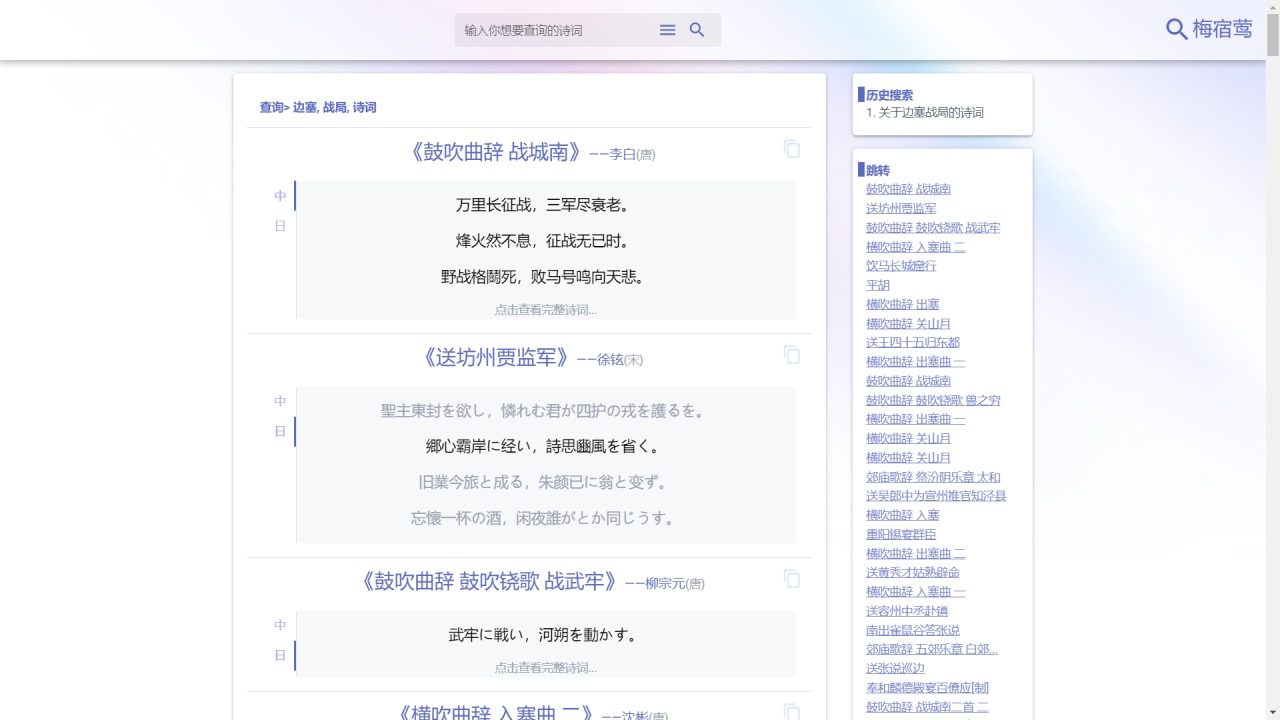 输入你想要查询的诗词
梅宿莺
查询> 边塞, 战局, 诗词
《鼓吹曲辞 战城南》 ——李白(唐)
中
日
万里长征战，三军尽衰老。
烽火然不息，征战无已时。
野战格鬬死，败马号鸣向天悲。
点击查看完整诗词...
《送坊州贾监军》 ——徐铉(宋)
中
日
聖主東封を欲し，憐れむ君が四护の戎を護るを。
郷心霸岸に经い，詩思豳風を省く。
旧業今旅と成る，朱颜已に翁と变ず。
忘懷一杯の酒，闲夜誰がとか同じうす。
《鼓吹曲辞 鼓吹铙歌 战武牢》 ——柳宗元(唐)
中
日
武牢に戦い，河朔を動かす。
点击查看完整诗词...
《横吹曲辞 入塞曲 二》 ——沈彬(唐)
历史搜索
1. 关于边塞战局的诗词
跳转
鼓吹曲辞 战城南
送坊州贾监军
鼓吹曲辞 鼓吹铙歌 战武牢
横吹曲辞 入塞曲 二
饮马长城窟行
平胡
横吹曲辞 出塞
横吹曲辞 关山月
送王四十五归东都
横吹曲辞 出塞曲 一
鼓吹曲辞 战城南
鼓吹曲辞 鼓吹铙歌 兽之穷
横吹曲辞 出塞曲 一
横吹曲辞 关山月
横吹曲辞 关山月
郊庙歌辞 祭汾阴乐章 太和
送吴郎中为宣州推官知泾县
横吹曲辞 入塞
重阳锡宴群臣
横吹曲辞 出塞曲 二
送黄秀才姑熟辟命
横吹曲辞 入塞曲 一
送容州中丞赴镇
南出雀鼠谷答张说
郊庙歌辞 五郊乐章 白郊...
送张说巡边
奉和麟德殿宴百僚应[制]
鼓吹曲辞 战城南二首 二